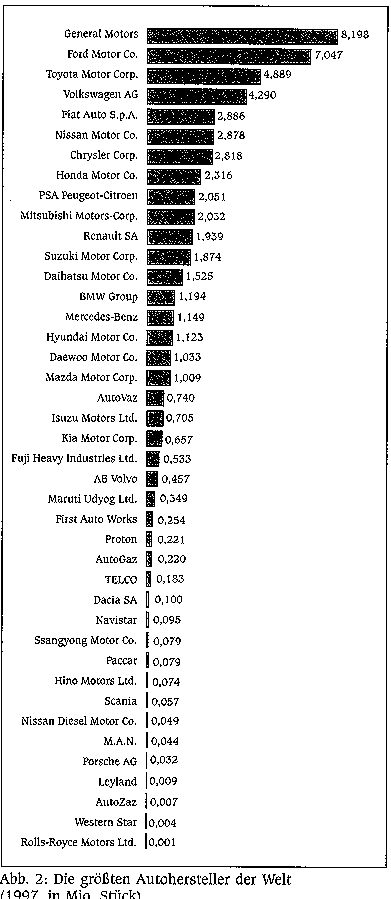 General Motors 8,198
Ford Motor Co. 7,047
Toyota Motor Corp. 4,889
Volkswagen AG 4,290
Fiat Auto S.p.A. 2,886
Nissan Motor Co. 2,878
Chrysler Corp. 2,818
Honda Motor Co. 2,316
PSA Peugeot-Citroen 2,051
Mitsubishi Motors-Corp. 2,032
Renault SA 1,939
Suzuki Motor Corp. 1,874
Daihatsu Motor Co. 1,525
BMW Group 1,194
Mercedes-Benz 1,149
Hyundai Motor Co. 1,123
Daewoo Motor Co. 1,033
Mazda Motor Corp. 1,009
AutoVaz 0,740
Isuzu Motors Ltd. 0,705
Kia Motor Corp. 0,657
Fuji Heavy Industries Ltd. 0,533
AB Volvo 0,457
Maruti Udyog Ltd. 0,349
First Auto Works 0,254
Proton 0,221
AutoGaz 0,220
TELCO 0,183
Dacia SA 0,100
Navistar 0,095
Ssangyong Motor Co. 0,079
Paccar 0,079
Hino Motors Ltd. 0,074
Scania 0,057
Nissan Diesel Motor Co. 0,049
M.A.N. 0,044
Porsche AG 0,032
Leyland 0,009
AutoZaz 0,007
Western Star 0,004
Rolls-Royce Motors Ltd. 0,001
Abb. 2: Die größten Autohersteller der Welt
(1997, in Mio. Stück)